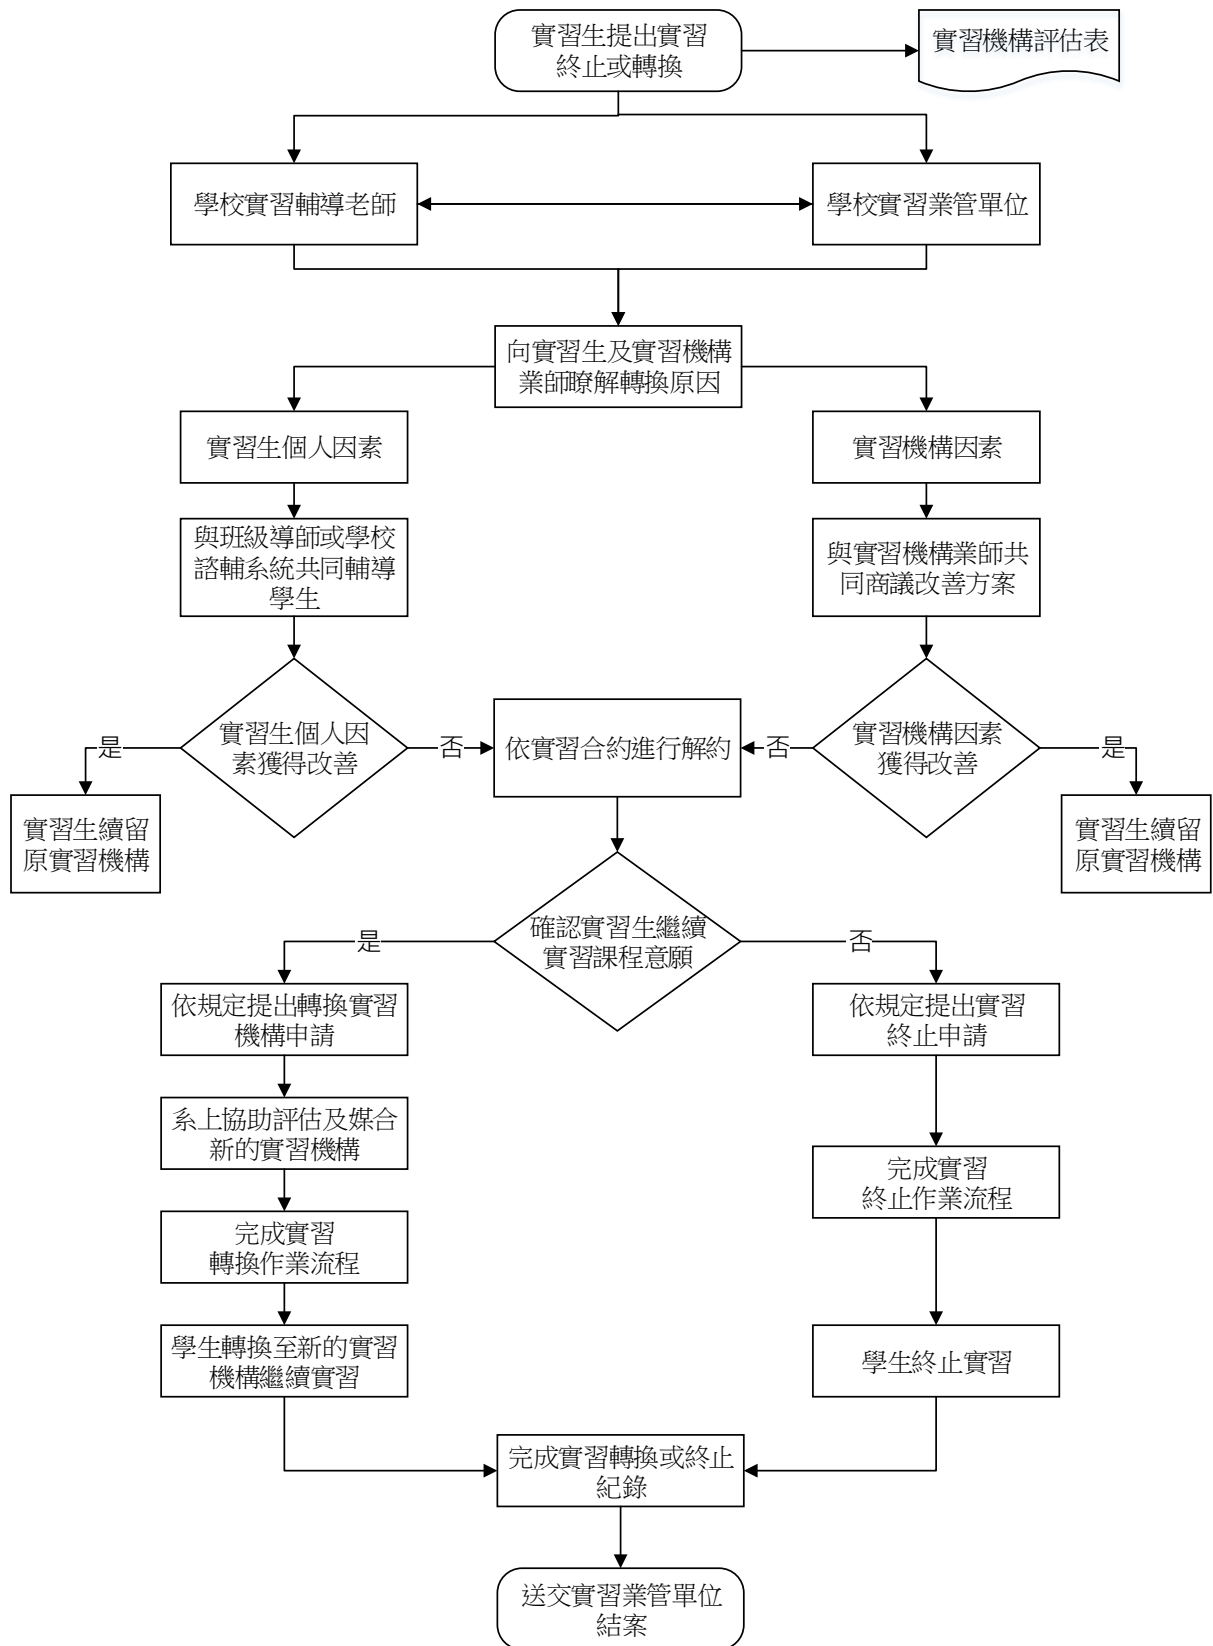 實習生提出實習
終止或轉換
實習機構評估表
學校實習輔導老師
學校實習業管單位
向實習生及實習機構
業師瞭解轉換原因
實習生個人因素
實習機構因素
與班級導師或學校
諮輔系統共同輔導
學生
與實習機構業師共
同商議改善方案
實習生個人因
素獲得改善
是
否
依實習合約進行解約
否
實習機構因素
獲得改善
是
實習生續留
原實習機構
實習生續留
原實習機構
確認實習生繼續
實習課程意願
是
否
依規定提出轉換實習
機構申請
依規定提出實習
終止申請
系上協助評估及媒合
新的實習機構
完成實習
終止作業流程
完成實習
轉換作業流程
學生轉換至新的實習
機構繼續實習
學生終止實習
完成實習轉換或終止
紀錄
送交實習業管單位
結案